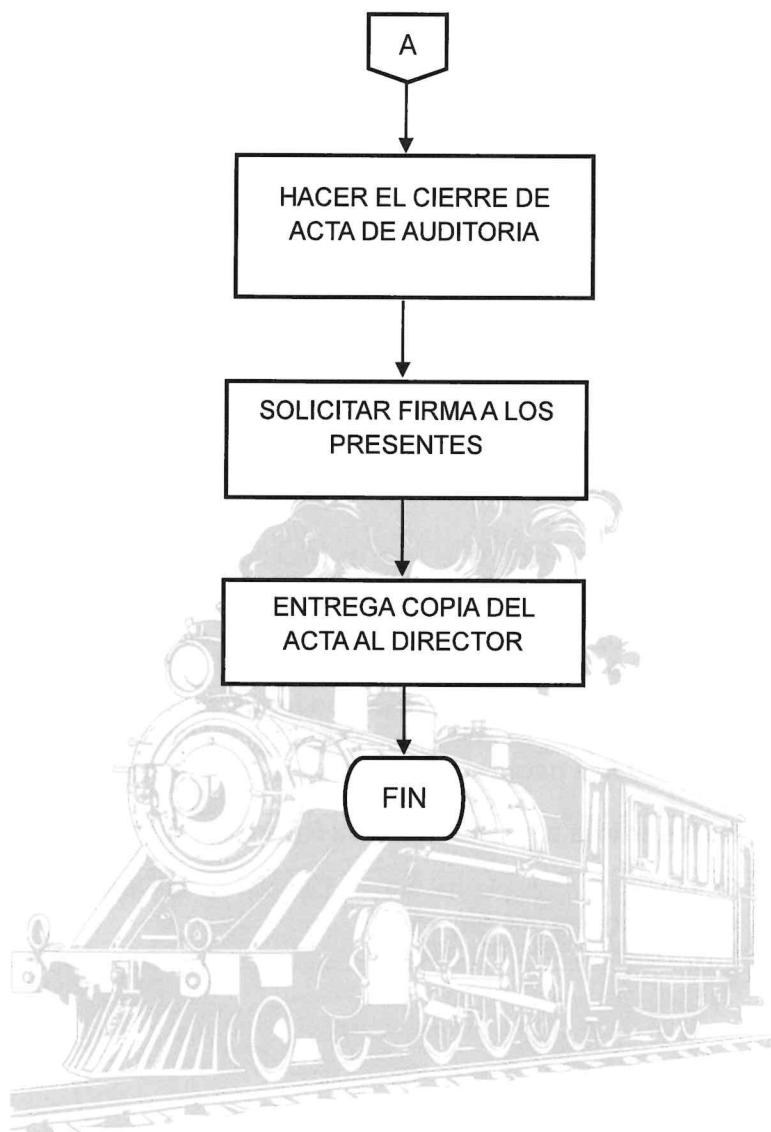 A
HACER EL CIERRE DE
ACTA DE AUDITORIA
SOLICITAR FIRMA A LOS
PRESENTES
ENTREGA COPIA DEL
ACTA AL DIRECTOR
FIN